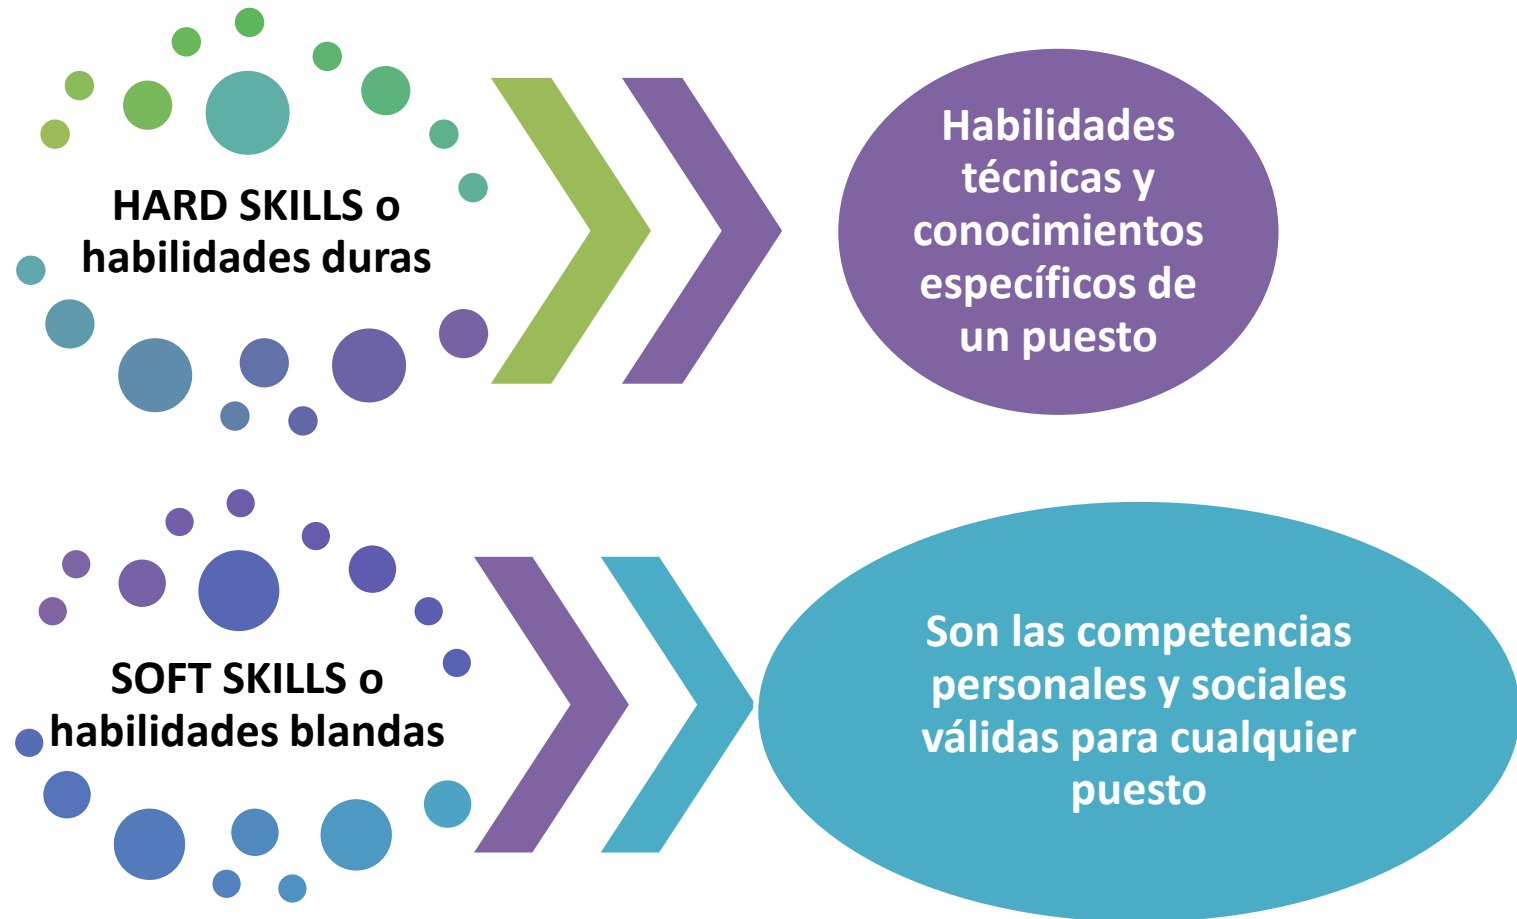 HARD SKILLS o
habilidades duras
Habilidades
técnicas y
conocimientos
específicos de
un puesto
SOFT SKILLS o
habilidades blandas
Son las competencias
personales y sociales
válidas para cualquier
puesto